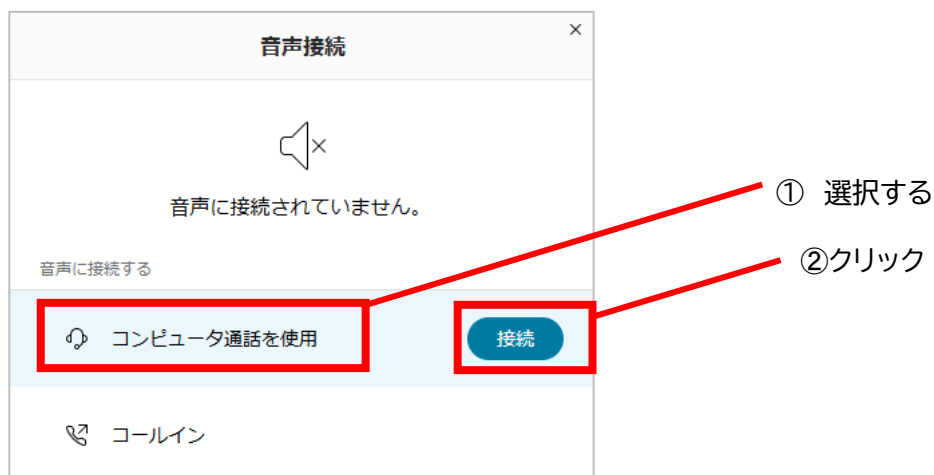 音声接続
音声に接続されていません。
① 選択する
②クリック
音声に接続する
コンピュータ通話を使用
接続
コールイン